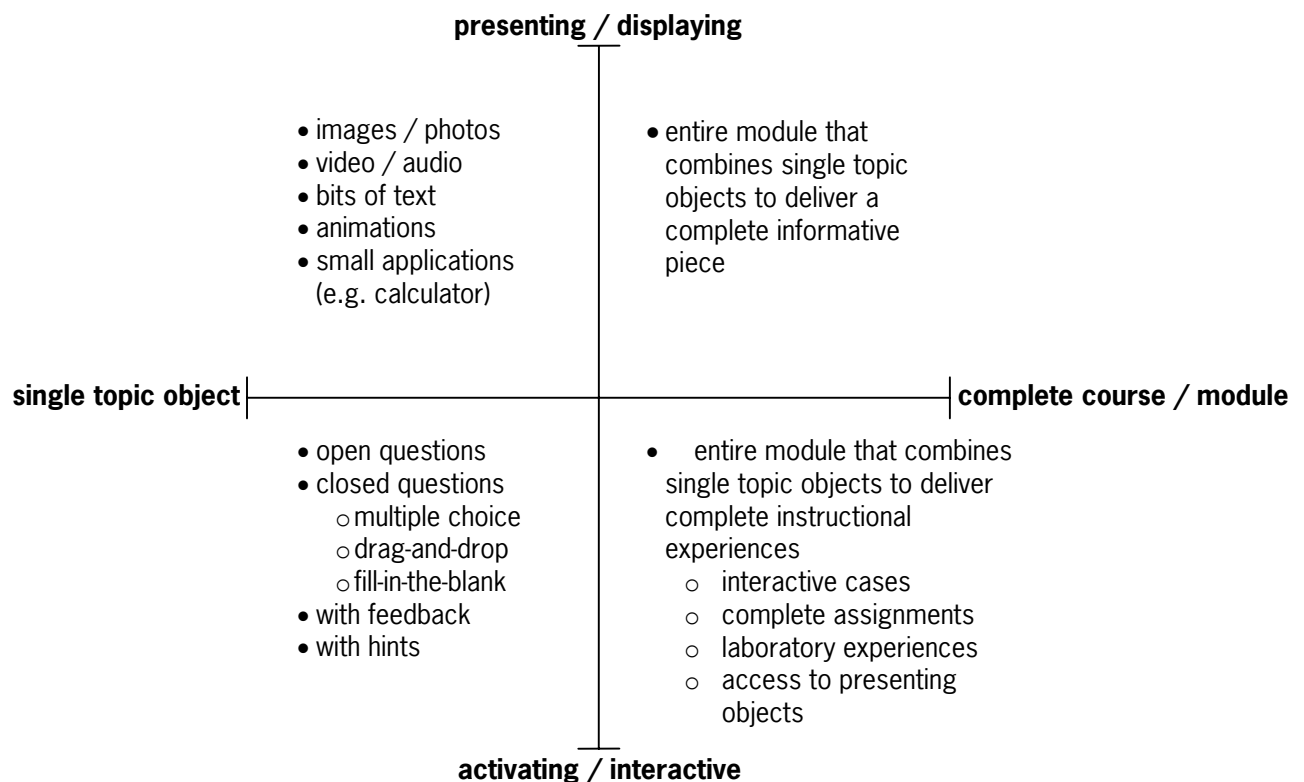 presenting / displaying
• images / photos
• video / audio
• bits of text
• animations
• small applications
(e.g. calculator)
• entire module that
combines single topic
objects to deliver a
complete informative
piece
single topic object
complete course / module
• open questions
• closed questions
o multiple choice
o drag-and-drop
o fill-in-the-blank
• with feedback
• with hints
• entire module that combines
single topic objects to deliver
complete instructional
experiences
o interactive cases
o complete assignments
o laboratory experiences
o access to presenting
objects
activating / interactive